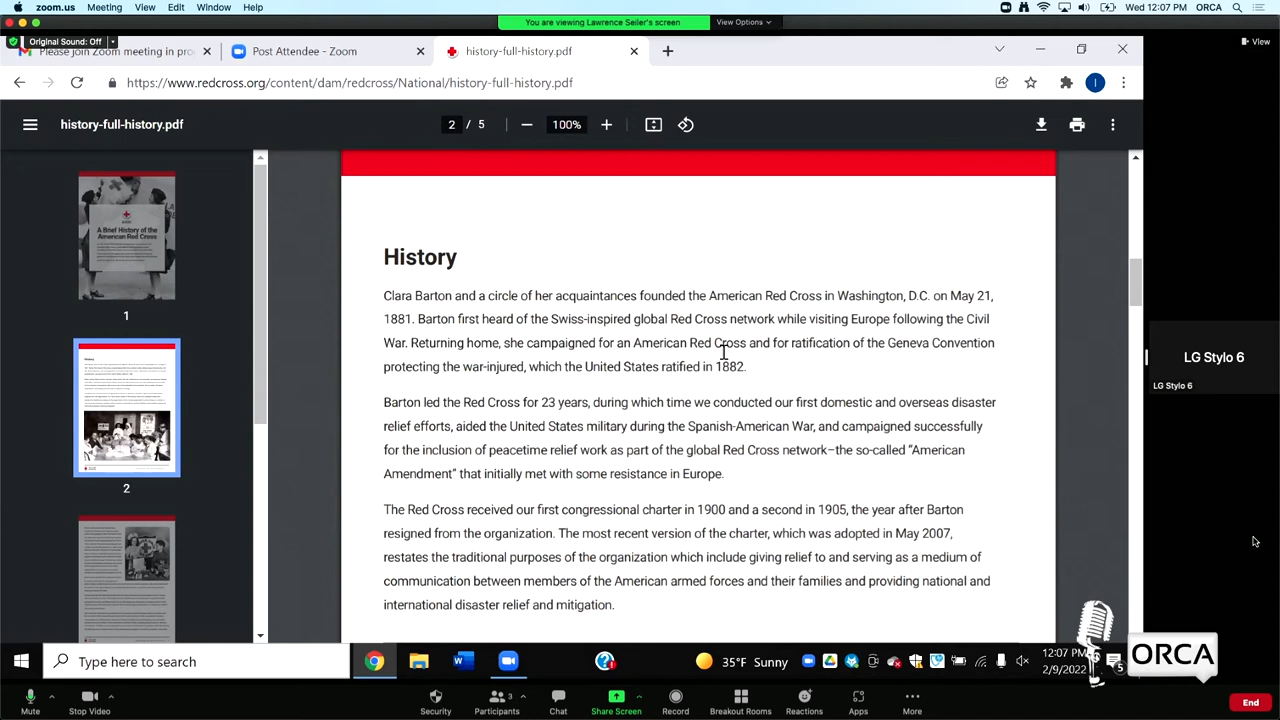 zoom.us Meeting View Edit Window Help Wed 12:07 PM ORCA
You are viewing Lawrence Seiler's screen View Options
Original Sound: Off View
Please join Zoom meeting in pro Post Attendee - Zoom history-full-history.pdf
https://www.redcross.org/content/dam/redcross/National/history-full-history.pdf I
history-full-history.pdf 2 / 5 100%
A Brief History of the
American Red Cross
1
2
History
Clara Barton and a circle of her acquaintances founded the American Red Cross in Washington, D.C. on May 21,
1881. Barton first heard of the Swiss-inspired global Red Cross network while visiting Europe following the Civil
War. Returning home, she campaigned for an American Red Cross and for ratification of the Geneva Convention
protecting the war-injured, which the United States ratified in 1882.
Barton led the Red Cross for 23 years, during which time we conducted our first domestic and overseas disaster
relief efforts, aided the United States military during the Spanish-American War, and campaigned successfully
for the inclusion of peacetime relief work as part of the global Red Cross network–the so-called “American
Amendment” that initially met with some resistance in Europe.
The Red Cross received our first congressional charter in 1900 and a second in 1905, the year after Barton
resigned from the organization. The most recent version of the charter, which was adopted in May 2007,
restates the traditional purposes of the organization which include giving relief to and serving as a medium of
communication between members of the American armed forces and their families and providing national and
international disaster relief and mitigation.
LG Stylo 6
LG Stylo 6
Type here to search 35°F Sunny 12:07 PM
2/9/2022 5
ORCA
Mute Stop Video Security Participants 3 Chat Share Screen Record Breakout Rooms Reactions Apps More End